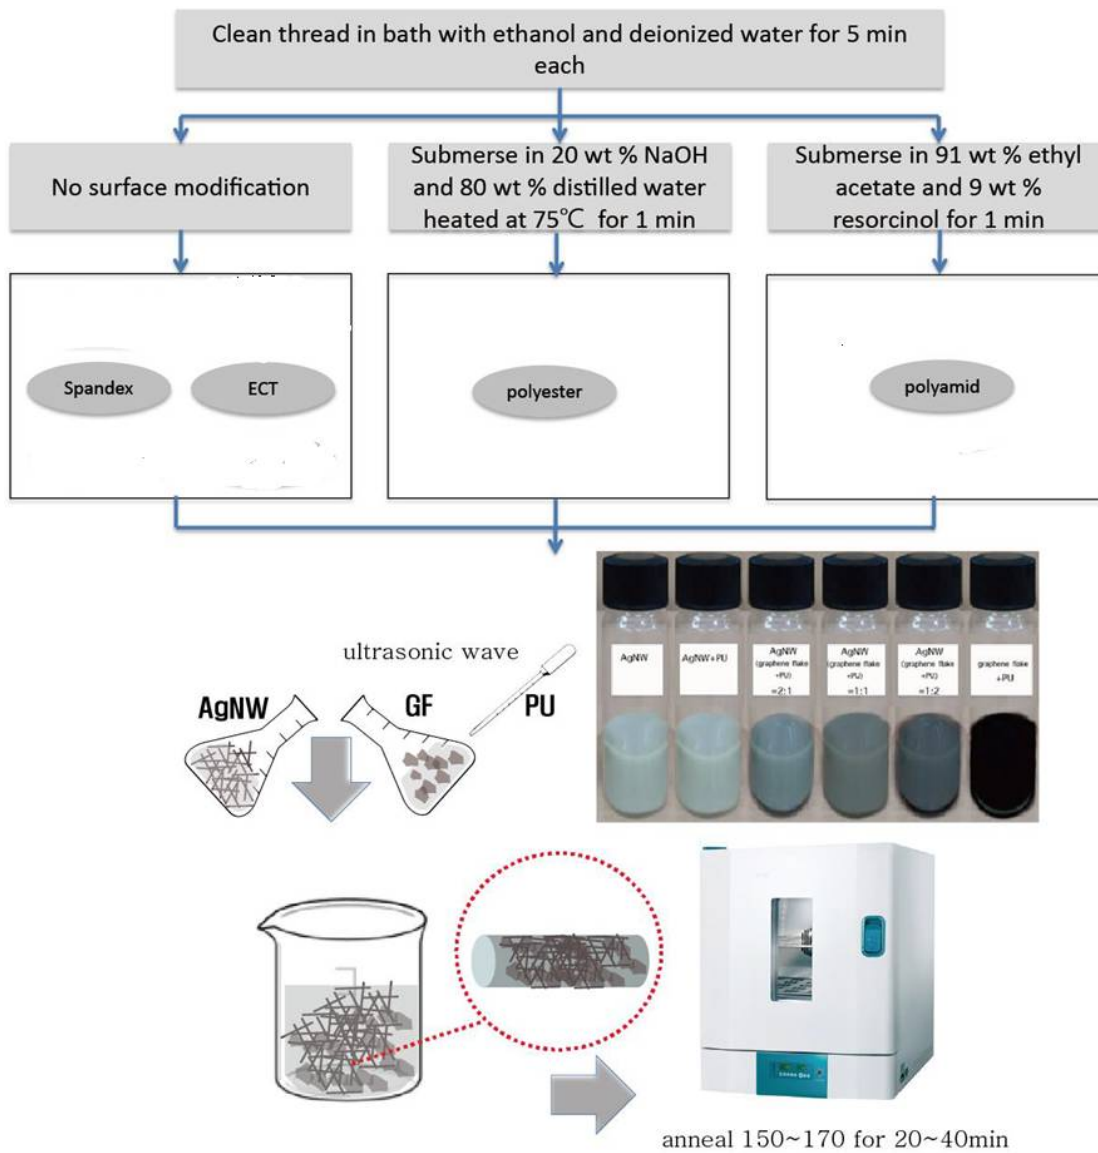 Clean thread in bath with ethanol and deionized water for 5 min
each
No surface modification
Submerse in 20 wt % NaOH
and 80 wt % distilled water
heated at 75℃ for 1 min
Submerse in 91 wt % ethyl
acetate and 9 wt %
resorcinol for 1 min
Spandex
ECT
polyester
polyamid
ultrasonic wave
AgNW
GF
PU
AgNW
AgNW+PU
AgNW
(graphene flake
+PU)
=2:1
AgNW
(graphene flake
+PU)
=1:1
AgNW
(graphene flake
+PU)
=1:2
graphene flake
+PU
anneal 150~170 for 20~40min